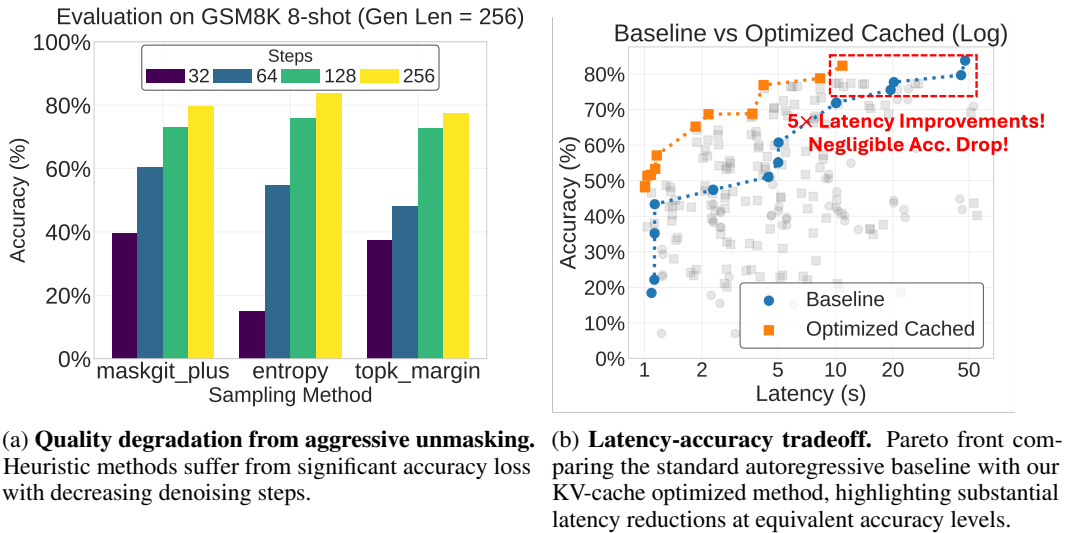 Evaluation on GSM8K 8-shot (Gen Len = 256)
100%
80%
60%
40%
20%
0%
Accuracy (%)
Steps
32 64 128 256
maskgit_plus entropy topk_margin
Sampling Method
(a) Quality degradation from aggressive unmasking.
Heuristic methods suffer from significant accuracy loss
with decreasing denoising steps.
Baseline vs Optimized Cached (Log)
80%
70%
60%
50%
40%
30%
20%
10%
0%
Accuracy (%)
5× Latency Improvements!
Negligible Acc. Drop!
Baseline
Optimized Cached
1 2 5 10 20 50
Latency (s)
(b) Latency-accuracy tradeoff. Pareto front com-
paring the standard autoregressive baseline with our
KV-cache optimized method, highlighting substantial
latency reductions at equivalent accuracy levels.